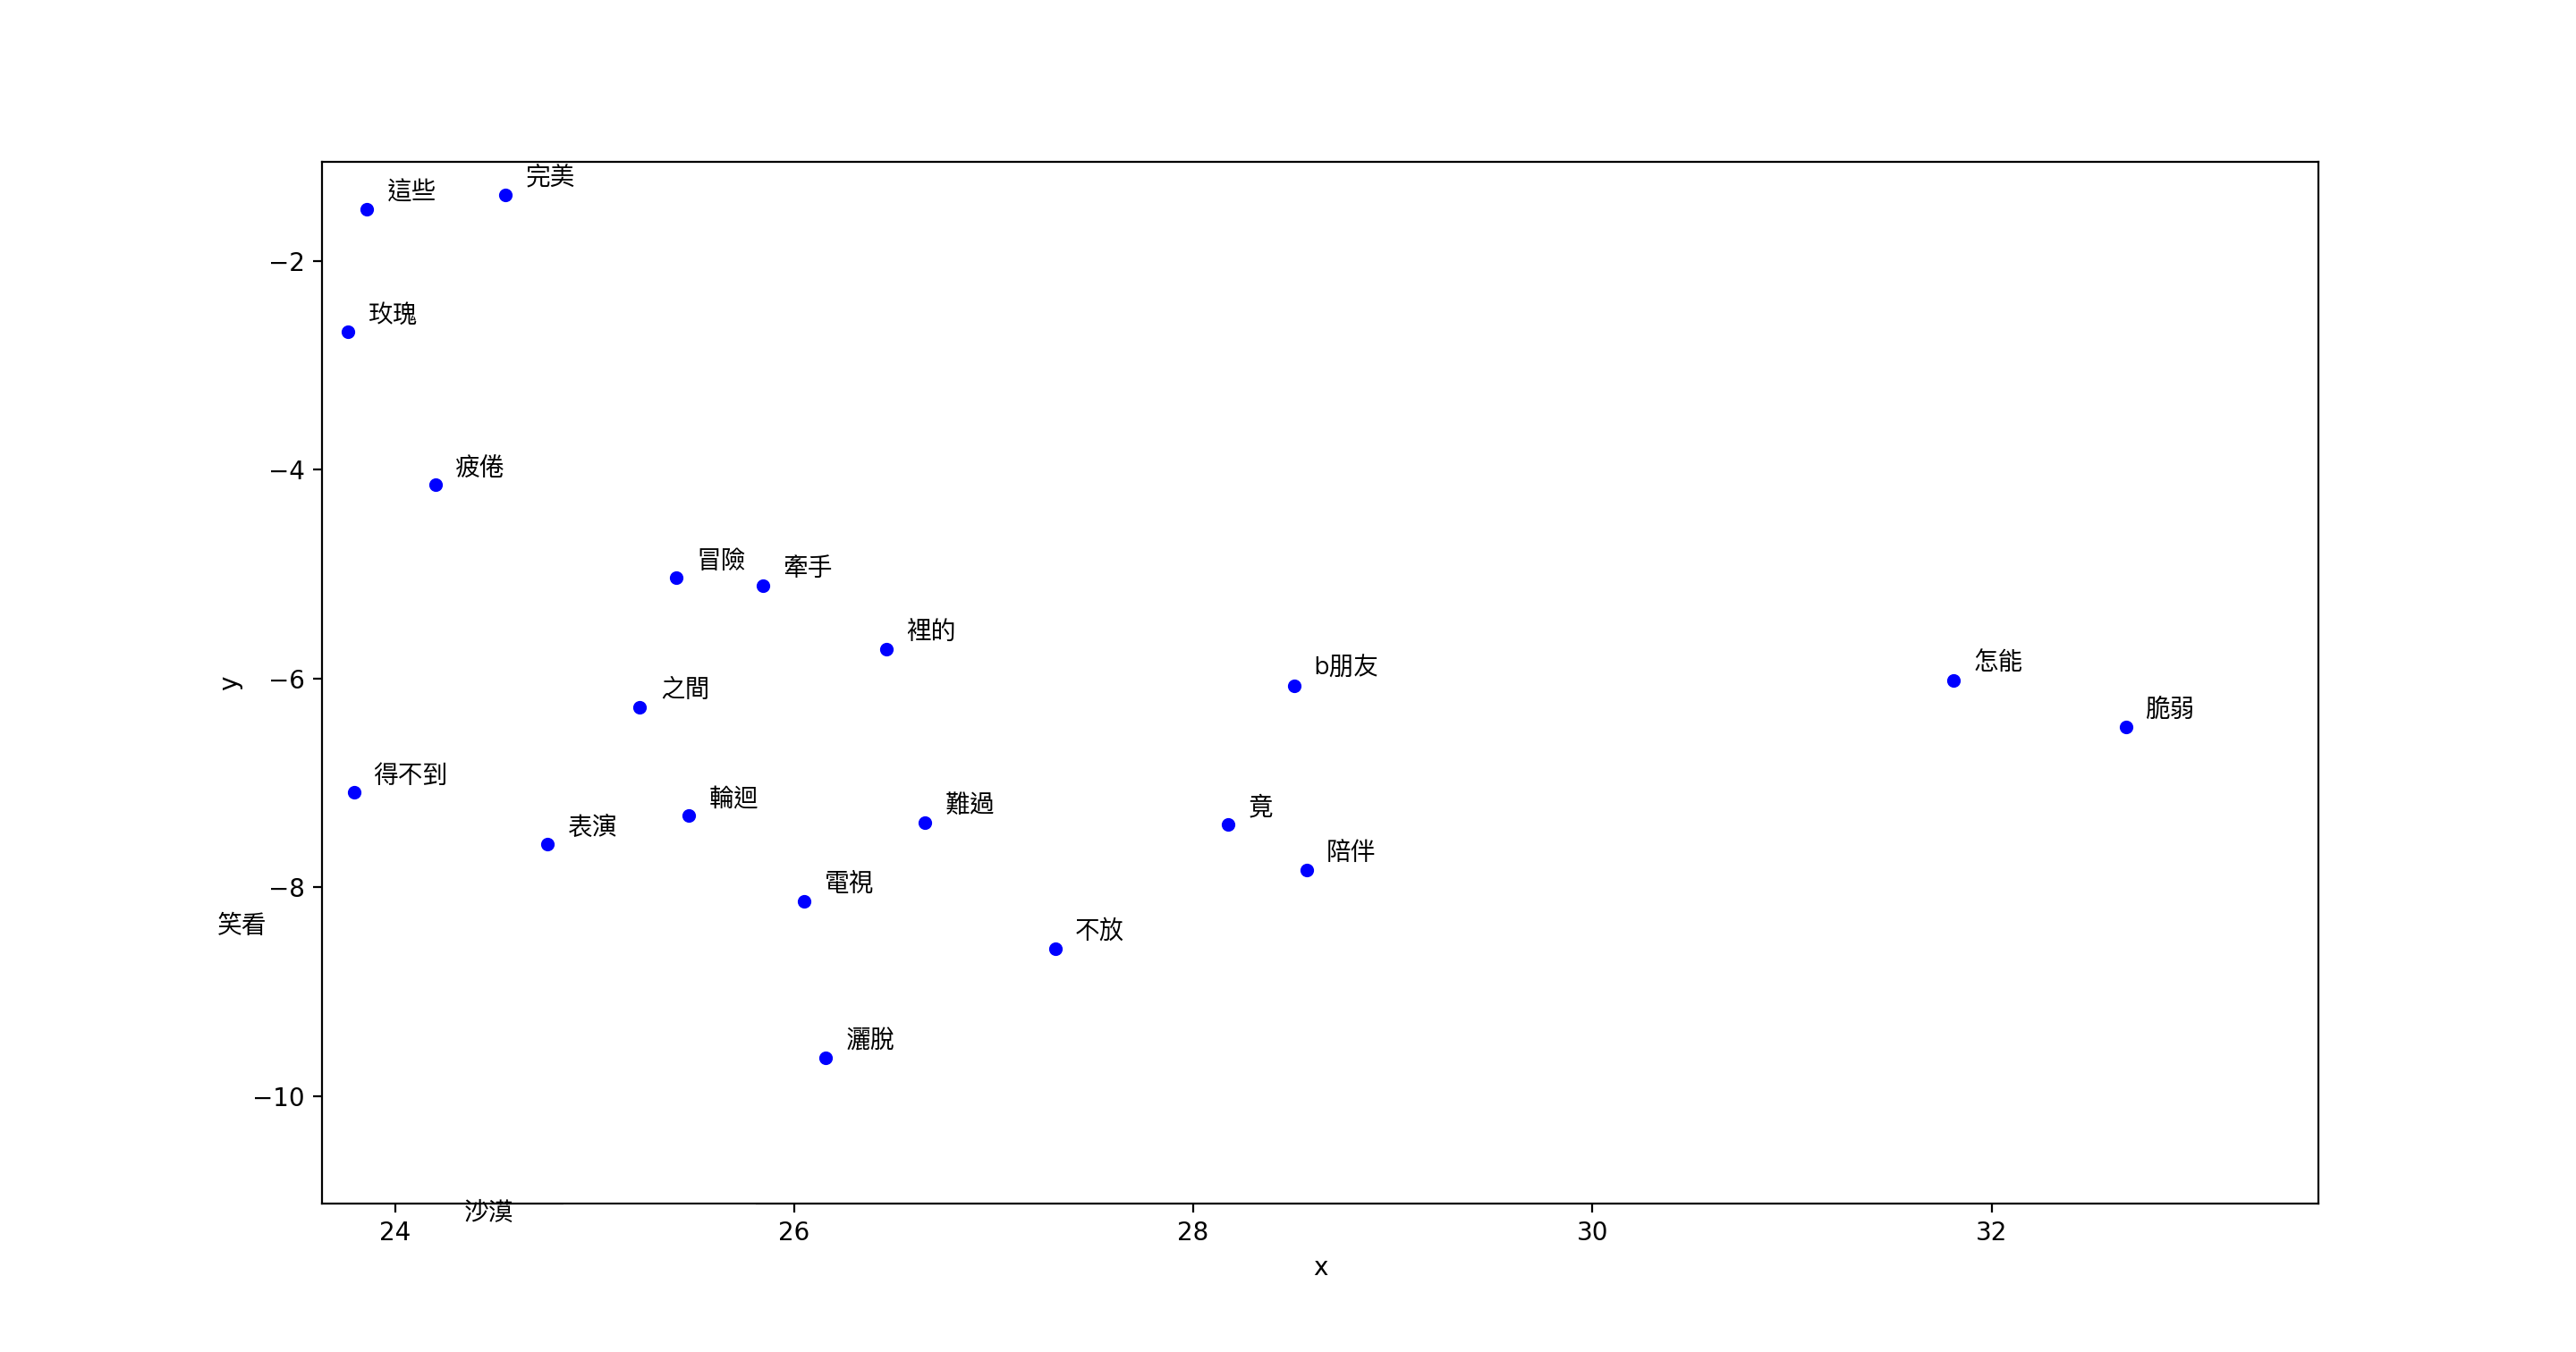 完美
這些
−2
玫瑰
疲倦
−4
冒險
牽手
裡的
怎能
b朋友
−6
y
之間
脆弱
得不到
輪迴
難過
竟
表演
陪伴
電視
−8
笑看
不放
灑脫
−10
沙漠
24
26
28
30
32
x